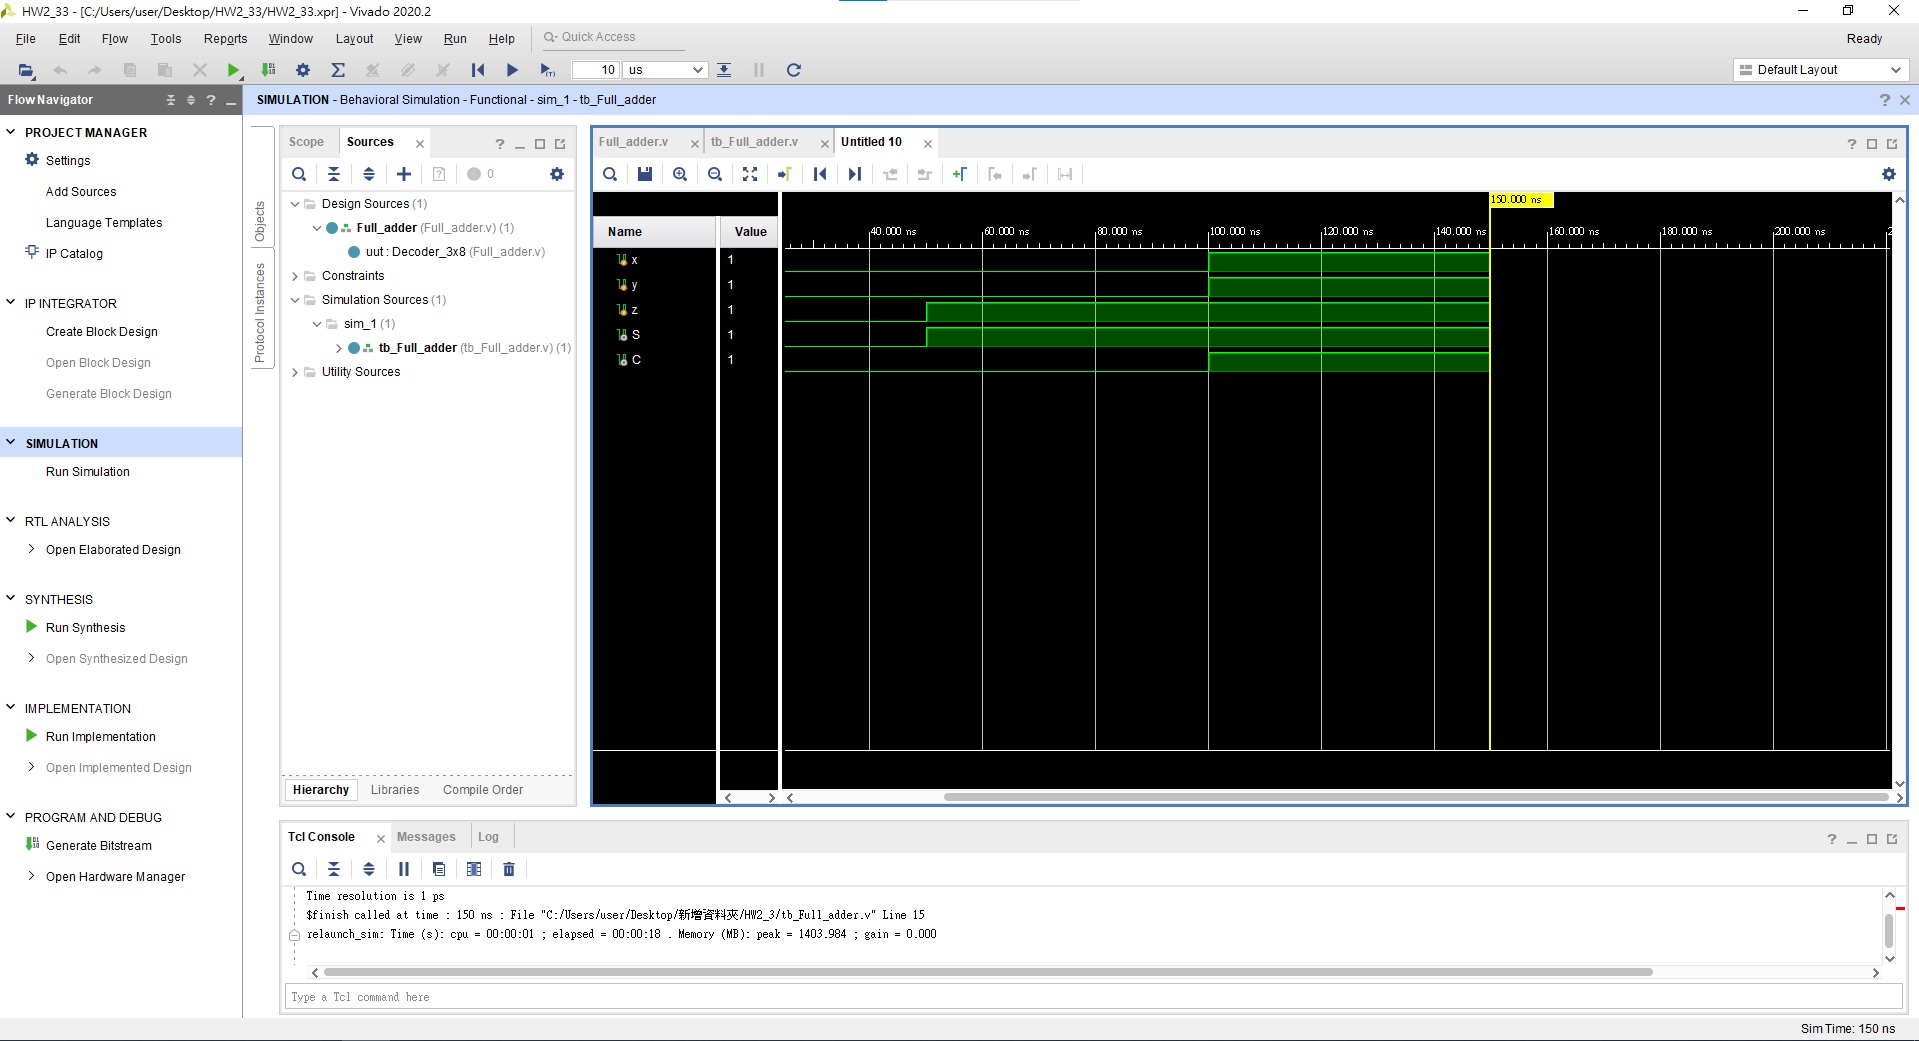 HW2_33 - [C:/Users/user/Desktop/HW2_33/HW2_33.xpr] - Vivado 2020.2
File Edit Flow Tools Reports Window Layout View Run Help Quick Access
Ready
10 us
Default Layout
Flow Navigator
SIMULATION - Behavioral Simulation - Functional - sim_1 - tb_Full_adder
PROJECT MANAGER
Settings
Add Sources
Language Templates
IP Catalog
IP INTEGRATOR
Create Block Design
Open Block Design
Generate Block Design
SIMULATION
Run Simulation
RTL ANALYSIS
Open Elaborated Design
SYNTHESIS
Run Synthesis
Open Synthesized Design
IMPLEMENTATION
Run Implementation
Open Implemented Design
PROGRAM AND DEBUG
Generate Bitstream
Open Hardware Manager
Objects
Protocol Instances
Scope Sources
0
Design Sources (1)
Full_adder (Full_adder.v) (1)
uut : Decoder_3x8 (Full_adder.v)
Constraints
Simulation Sources (1)
sim_1 (1)
tb_Full_adder (tb_Full_adder.v) (1)
Utility Sources
Hierarchy Libraries Compile Order
Full_adder.v tb_Full_adder.v Untitled 10
150.000 ns
Name Value
40.000 ns 60.000 ns 80.000 ns 100.000 ns 120.000 ns 140.000 ns 160.000 ns 180.000 ns 200.000 ns 2
x 1
y 1
z 1
S 1
C 1
Tcl Console Messages Log
Time resolution is 1 ps
$finish called at time : 150 ns : File "C:/Users/user/Desktop/新增資料夾/HW2_3/tb_Full_adder.v" Line 15
relaunch_sim: Time (s): cpu = 00:00:01 ; elapsed = 00:00:18 . Memory (MB): peak = 1403.984 ; gain = 0.000
Type a Tcl command here
Sim Time: 150 ns